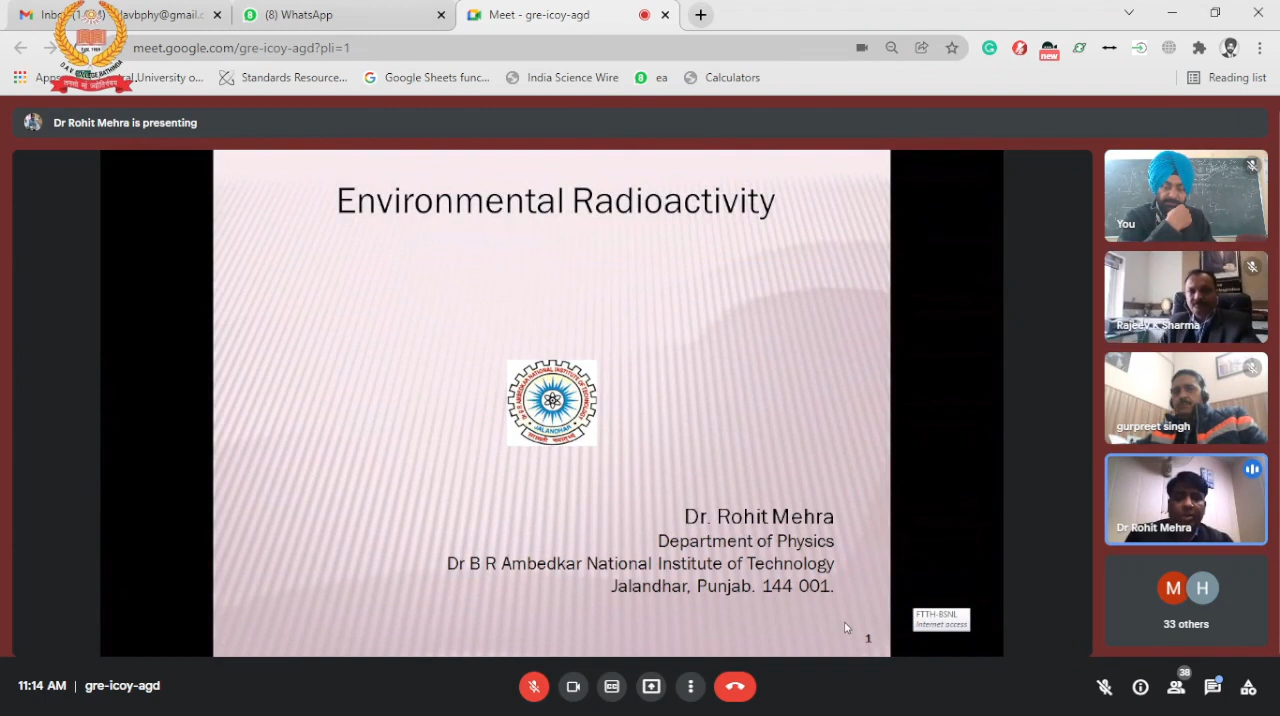 Inbox
davbphy@gmail.c
(8) WhatsApp
Meet - gre-icoy-agd
meet.google.com/gre-icoy-agd?pli=1
new
University o...
Standards Resource...
Google Sheets func...
India Science Wire
ea
Calculators
Reading list
Dr Rohit Mehra is presenting
Environmental Radioactivity
JALANDHAR
Dr. Rohit Mehra
Department of Physics
Dr B R Ambedkar National Institute of Technology
Jalandhar, Punjab. 144 001.
FTTH-BSNL
Internet access
1
You
Rajeev K Sharma
gurpreet singh
Dr Rohit Mehra
M
H
33 others
11:14 AM | gre-icoy-agd
38